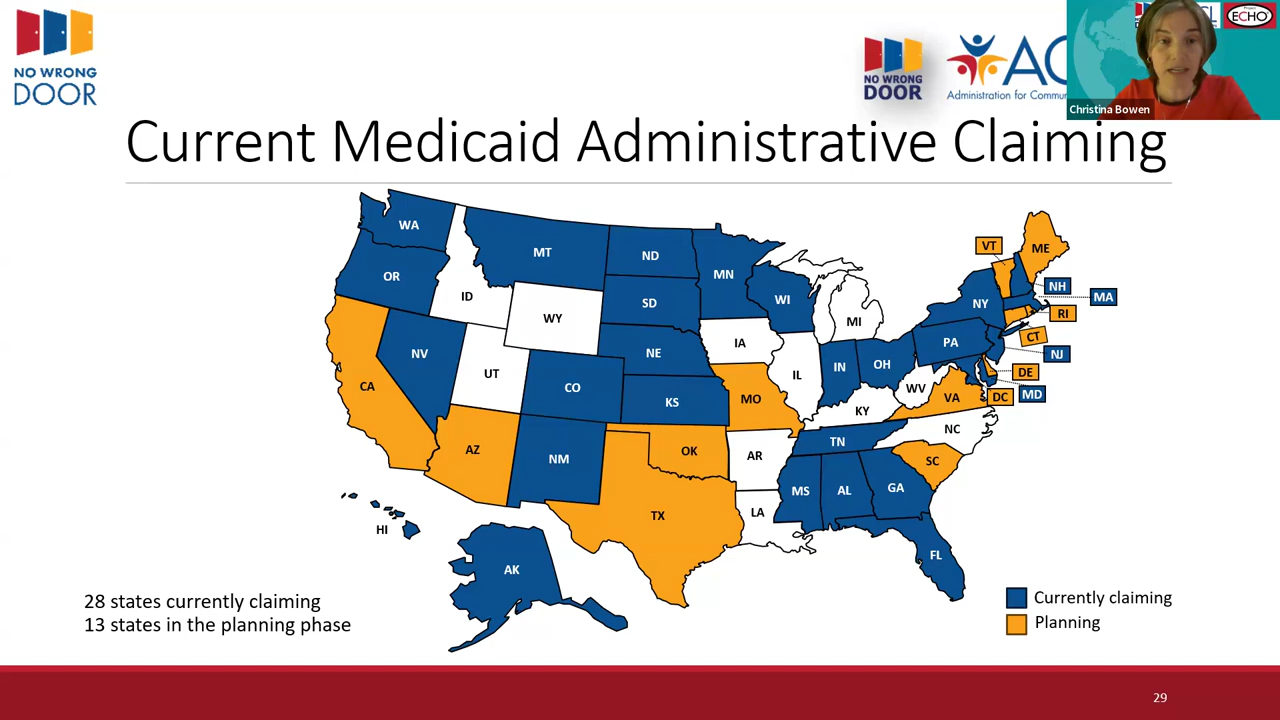 NO WRONG
DOOR
NO WRONG
DOOR
Administration for
Project
ECHO
Christina Bowen
Current Medicaid Administrative Claiming
WA
OR
CA
NV
ID
MT
WY
UT
AZ
CO
NM
ND
SD
NE
KS
OK
TX
MN
IA
MO
AR
LA
WI
IL
MI
IN
OH
KY
TN
MS
AL
GA
FL
SC
NC
VA
WV
PA
NY
VT
ME
NH
MA
RI
CT
NJ
DE
MD
DC
HI
AK
28 states currently claiming
13 states in the planning phase
Currently claiming
Planning
29